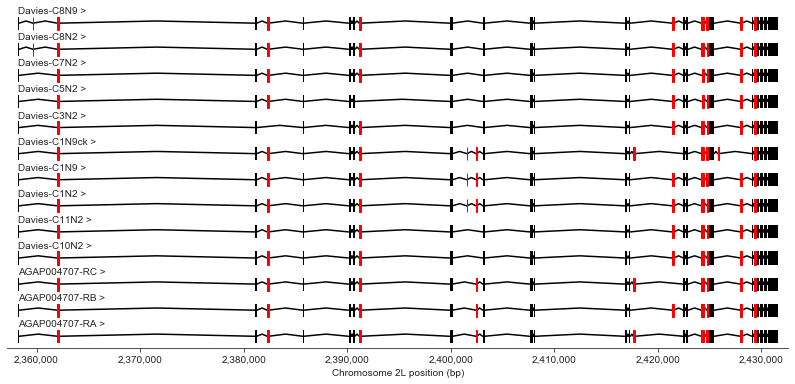 Davies-C8N9 >
Davies-C8N2 >
Davies-C7N2 >
Davies-C5N2 >
Davies-C3N2 >
Davies-C1N9ck >
Davies-C1N9 >
Davies-C1N2 >
Davies-C11N2 >
Davies-C10N2 >
AGAP004707-RC >
AGAP004707-RB >
AGAP004707-RA >
2,360,000 2,370,000 2,380,000 2,390,000 2,400,000 2,410,000 2,420,000 2,430,000
Chromosome 2L position (bp)